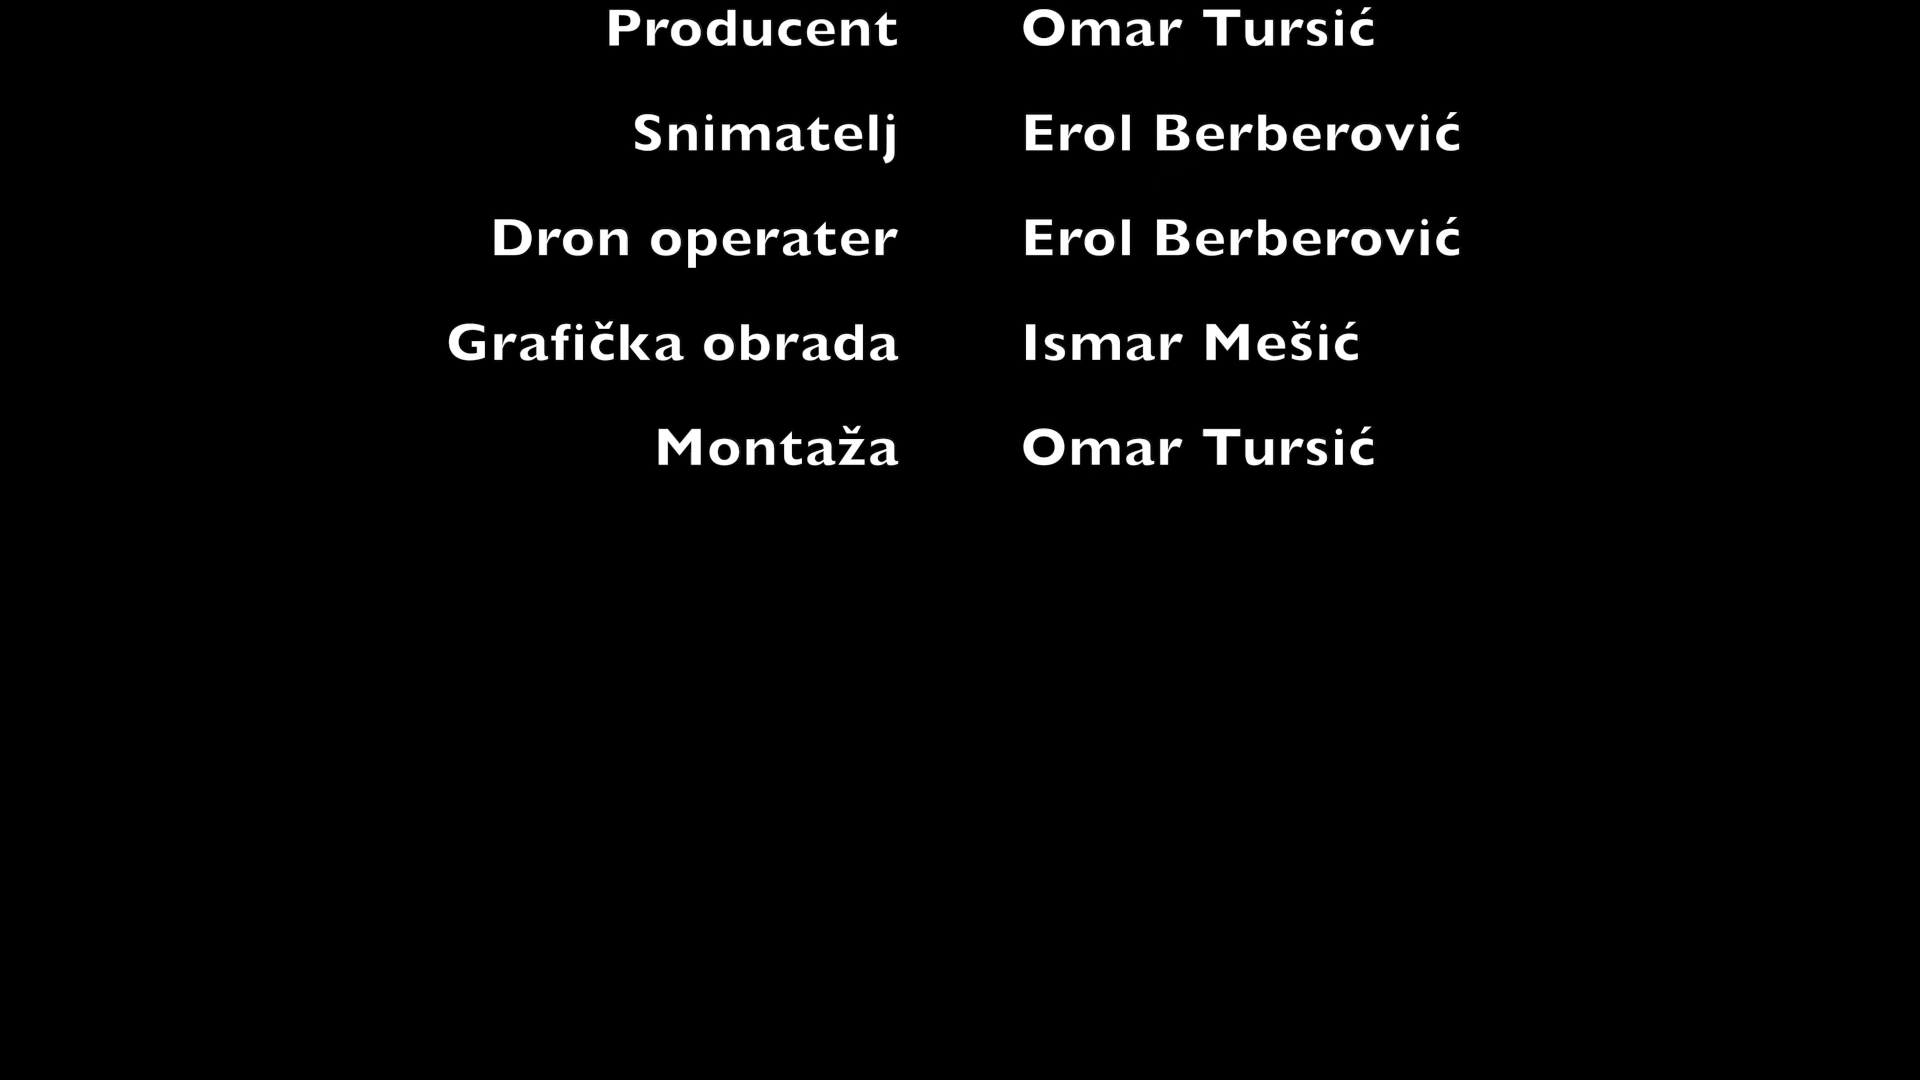 Producent Omar Tursić
Snimatelj Erol Berberović
Dron operater Erol Berberović
Grafička obrada Ismar Mešić
Montaža Omar Tursić